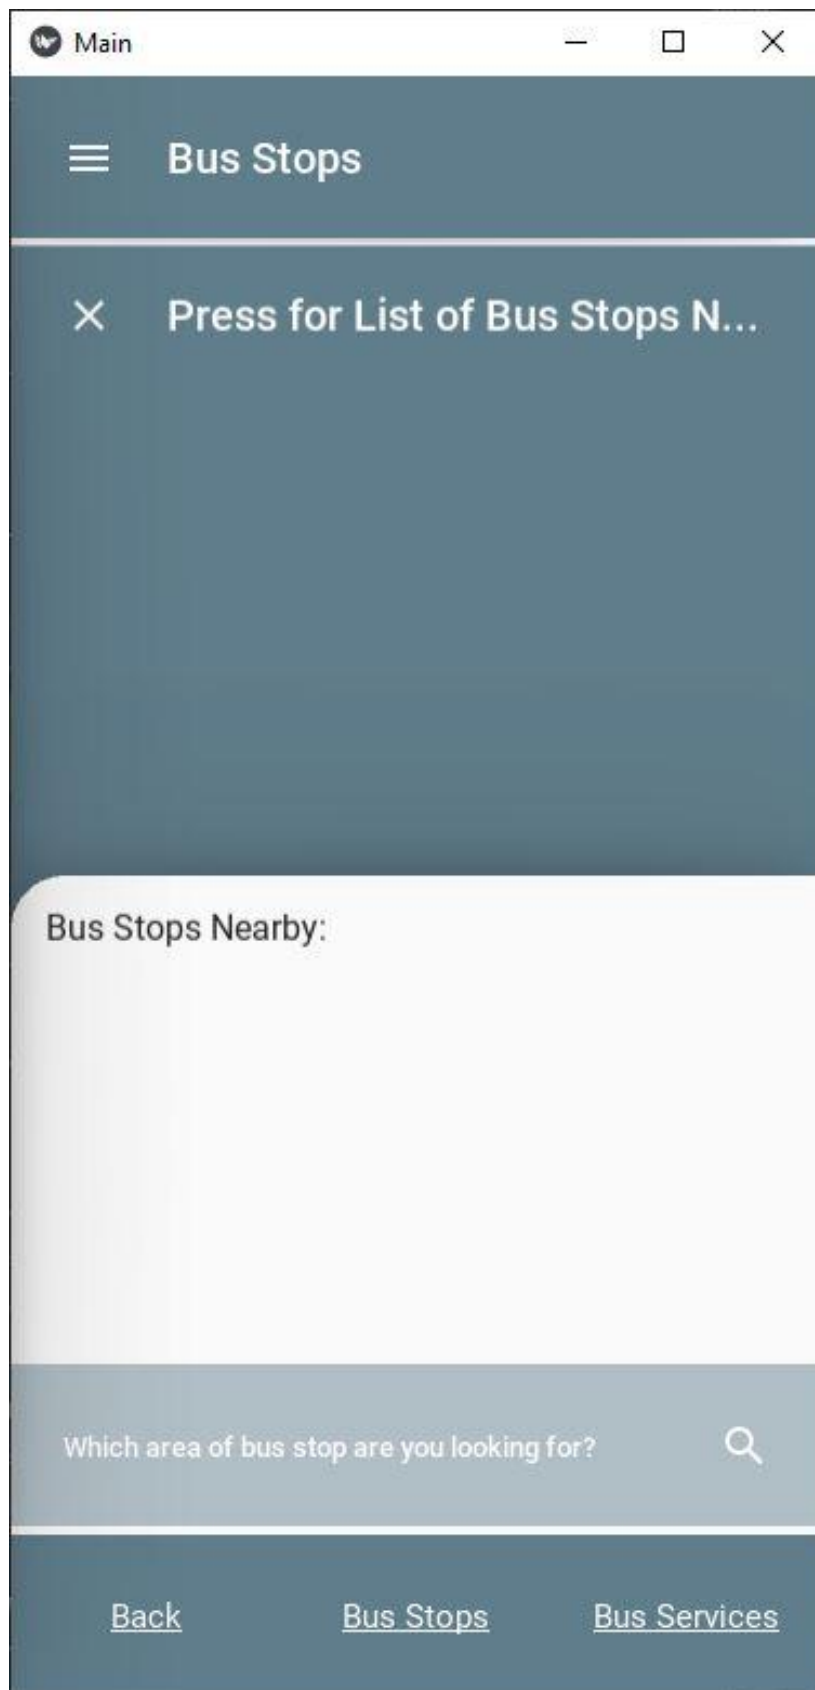 Main
Bus Stops
Press for List of Bus Stops N...
Bus Stops Nearby:
Which area of bus stop are you looking for?
Back Bus Stops Bus Services